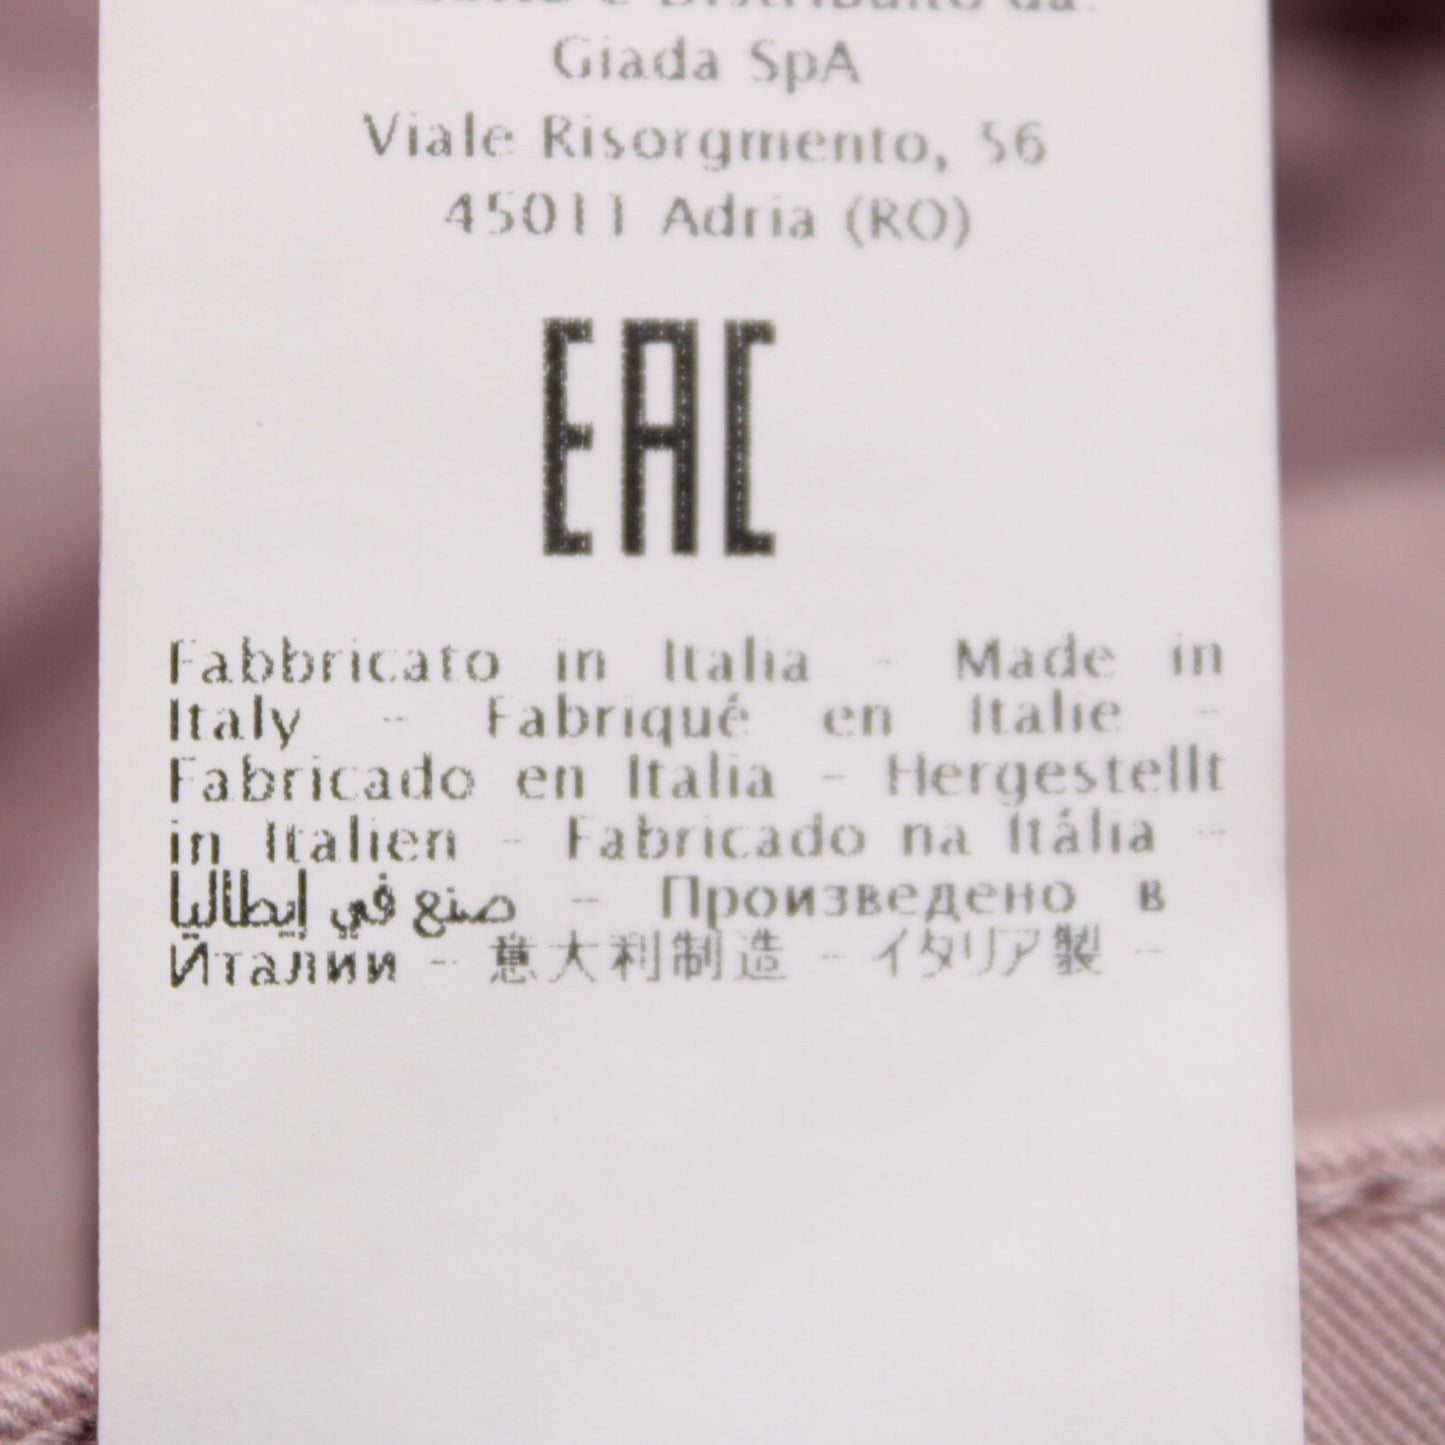 e Distribuito da:
Giada SpA
Viale Risorgmento, 56
45011 Adria (RO)
EAC
Fabbricato in Italia - Made in
Italy - Fabriqué en Italie -
Fabricado en Italia - Hergestellt
in Italien - Fabricado na Itália -
صنع في إيطاليا - Произведено в
Италии - 意大利制造 - イタリア製 -